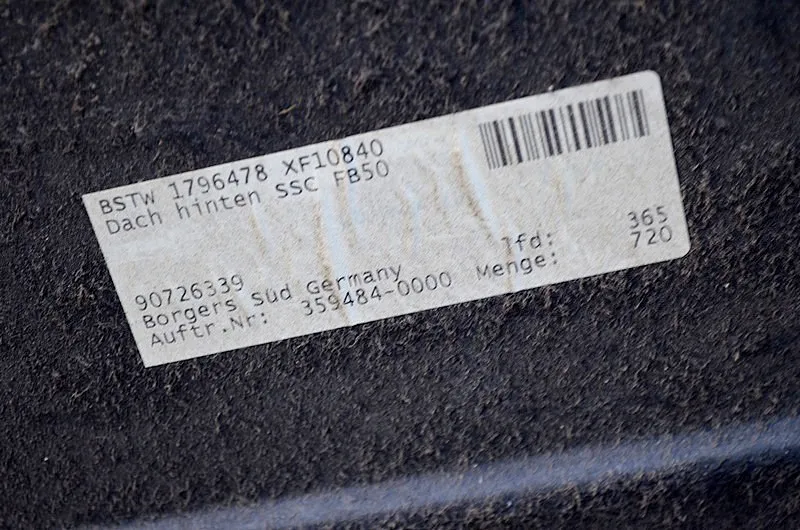 BSTW 1796478 XF10840
Dach hinten SSC FB50
90726339
Borgers Süd Germany lfd: 365
Auftr.Nr: 359484-0000 Menge: 720